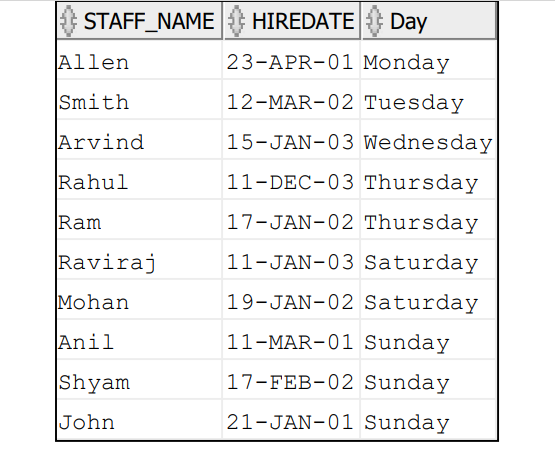 STAFF_NAME HIREDATE Day
Allen 23-APR-01 Monday
Smith 12-MAR-02 Tuesday
Arvind 15-JAN-03 Wednesday
Rahul 11-DEC-03 Thursday
Ram 17-JAN-02 Thursday
Raviraj 11-JAN-03 Saturday
Mohan 19-JAN-02 Saturday
Anil 11-MAR-01 Sunday
Shyam 17-FEB-02 Sunday
John 21-JAN-01 Sunday